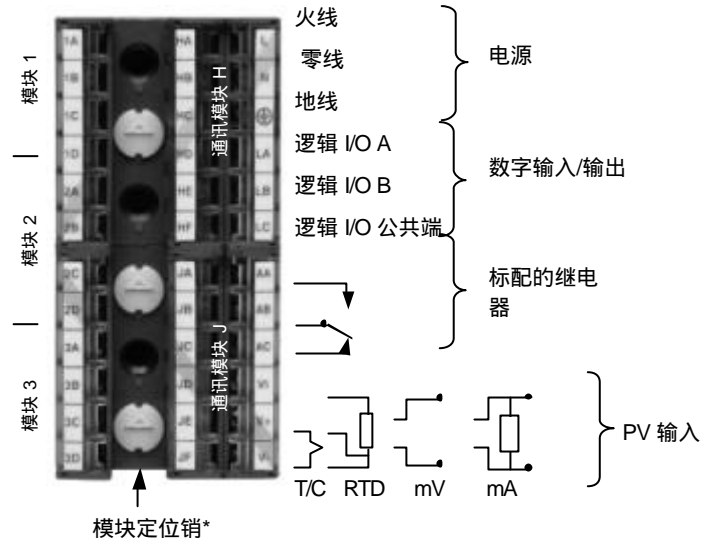 模块 1
模块 2
模块 3
1A
1B
1C
1D
2A
2B
2C
2D
3A
3B
3C
3D
HA
HB
HC
HD
HE
HF
JA
JB
JC
JD
JE
JF
通讯模块 H
通讯模块 J
L
N
LA
LB
LC
AA
AB
AC
VI
V+
V-
火线
零线
地线
逻辑 I/O A
逻辑 I/O B
逻辑 I/O 公共端
电源
数字输入/输出
标配的继电
器
PV 输入
T/C RTD mV mA
模块定位销*